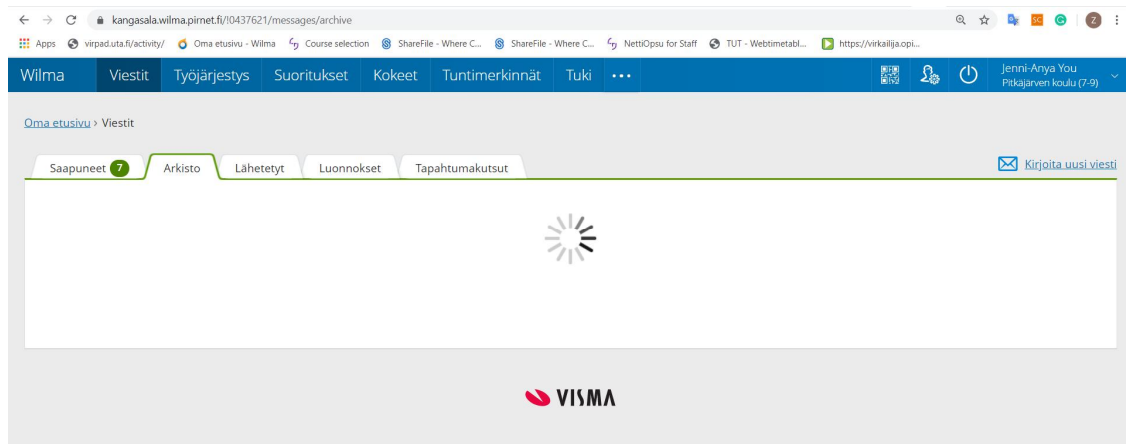 kangasala.wilma.pirnet.fi/!0437621/messages/archive
Apps virpad.uta.fi/activity/ Oma etusivu - Wilma Course selection ShareFile - Where C... ShareFile - Where C... NettiOpsu for Staff TUT - Webtimetabl... https://virkailija.opi...
SC G Z
Wilma Viestit Työjärjestys Suoritukset Kokeet Tuntimerkinnät Tuki ••• Jenni-Anya You
Pitkäjärven koulu (7-9)
Oma etusivu › Viestit
Saapuneet 7 Arkisto Lähetetyt Luonnokset Tapahtumakutsut Kirjoita uusi viesti
VISMA